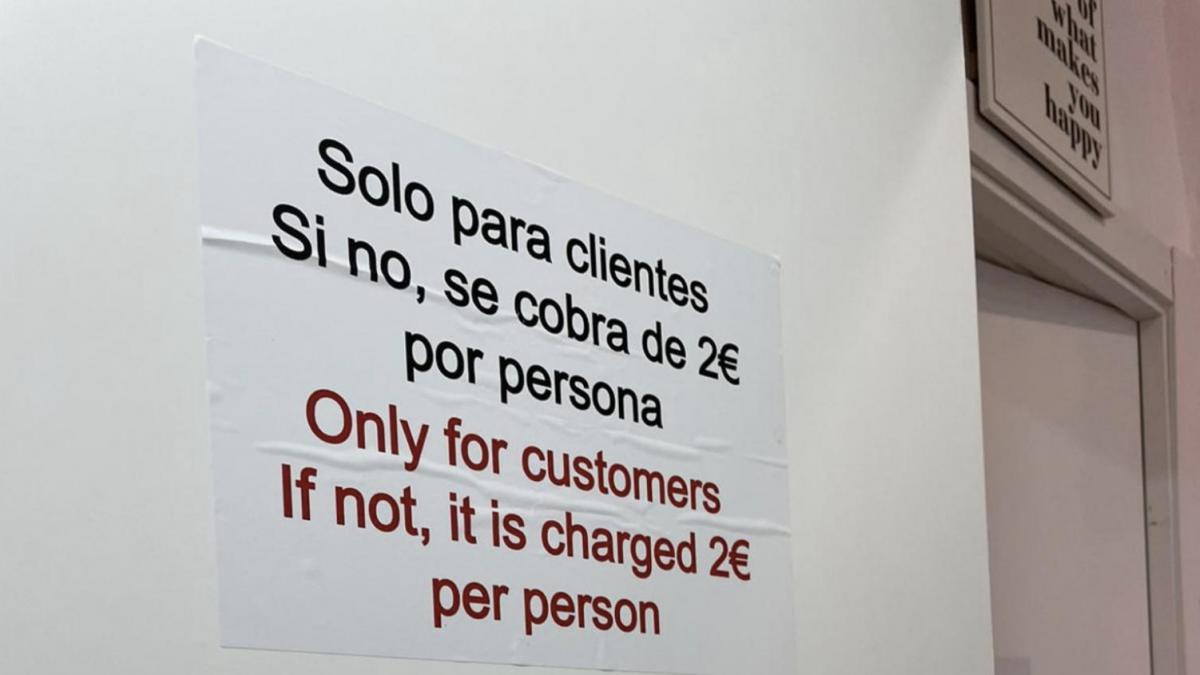 Solo para clientes
Si no, se cobra de 2€
por persona
Only for customers
If not, it is charged 2€
per person
of
what
makes
you
happy